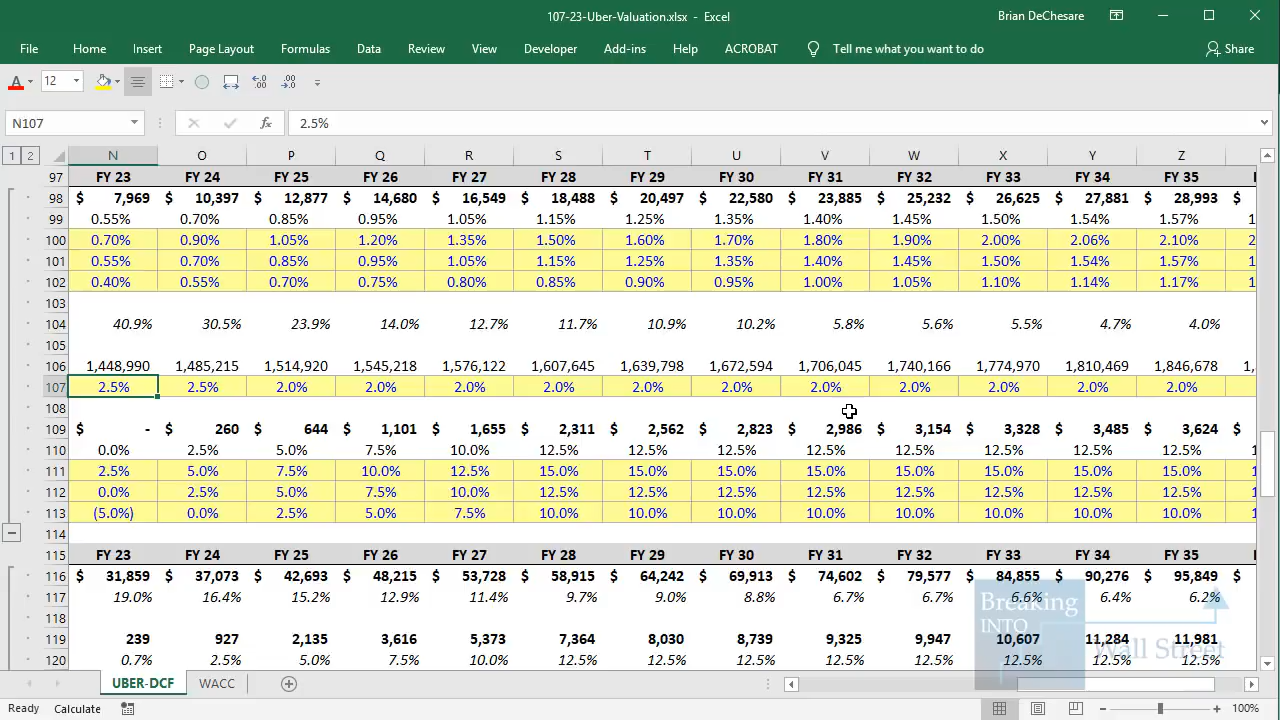 107-23-Uber-Valuation.xlsx - Excel
Brian DeChesare
File Home Insert Page Layout Formulas Data Review View Developer Add-ins Help ACROBAT Tell me what you want to do Share
A 12
N107 fx 2.5%
1 2 N O P Q R S T U V W X Y Z
97 FY 23 FY 24 FY 25 FY 26 FY 27 FY 28 FY 29 FY 30 FY 31 FY 32 FY 33 FY 34 FY 35
98 $ 7,969 $ 10,397 $ 12,877 $ 14,680 $ 16,549 $ 18,488 $ 20,497 $ 22,580 $ 23,885 $ 25,232 $ 26,625 $ 27,881 $ 28,993 $
99 0.55% 0.70% 0.85% 0.95% 1.05% 1.15% 1.25% 1.35% 1.40% 1.45% 1.50% 1.54% 1.57% 1
100 0.70% 0.90% 1.05% 1.20% 1.35% 1.50% 1.60% 1.70% 1.80% 1.90% 2.00% 2.06% 2.10% 2
101 0.55% 0.70% 0.85% 0.95% 1.05% 1.15% 1.25% 1.35% 1.40% 1.45% 1.50% 1.54% 1.57% 1
102 0.40% 0.55% 0.70% 0.75% 0.80% 0.85% 0.90% 0.95% 1.00% 1.05% 1.10% 1.14% 1.17% 1
103
104 40.9% 30.5% 23.9% 14.0% 12.7% 11.7% 10.9% 10.2% 5.8% 5.6% 5.5% 4.7% 4.0%
105
106 1,448,990 1,485,215 1,514,920 1,545,218 1,576,122 1,607,645 1,639,798 1,672,594 1,706,045 1,740,166 1,774,970 1,810,469 1,846,678 1,
107 2.5% 2.5% 2.0% 2.0% 2.0% 2.0% 2.0% 2.0% 2.0% 2.0% 2.0% 2.0% 2.0%
108
109 $ - $ 260 $ 644 $ 1,101 $ 1,655 $ 2,311 $ 2,562 $ 2,823 $ 2,986 $ 3,154 $ 3,328 $ 3,485 $ 3,624 $
110 0.0% 2.5% 5.0% 7.5% 10.0% 12.5% 12.5% 12.5% 12.5% 12.5% 12.5% 12.5% 12.5% 1
111 2.5% 5.0% 7.5% 10.0% 12.5% 15.0% 15.0% 15.0% 15.0% 15.0% 15.0% 15.0% 15.0% 1
112 0.0% 2.5% 5.0% 7.5% 10.0% 12.5% 12.5% 12.5% 12.5% 12.5% 12.5% 12.5% 12.5% 1
113 (5.0%) 0.0% 2.5% 5.0% 7.5% 10.0% 10.0% 10.0% 10.0% 10.0% 10.0% 10.0% 10.0% 1
114
115 FY 23 FY 24 FY 25 FY 26 FY 27 FY 28 FY 29 FY 30 FY 31 FY 32 FY 33 FY 34 FY 35
116 $ 31,859 $ 37,073 $ 42,693 $ 48,215 $ 53,728 $ 58,915 $ 64,242 $ 69,913 $ 74,602 $ 79,577 $ 84,855 $ 90,276 $ 95,849 $
117 19.0% 16.4% 15.2% 12.9% 11.4% 9.7% 9.0% 8.8% 6.7% 6.7% 6.6% 6.4% 6.2%
118
119 239 927 2,135 3,616 5,373 7,364 8,030 8,739 9,325 9,947 10,607 11,284 11,981
120 0.7% 2.5% 5.0% 7.5% 10.0% 12.5% 12.5% 12.5% 12.5% 12.5% 12.5% 12.5% 12.5%
Breaking
INTO
Wall Street
UBER-DCF WACC
Ready Calculate 100%